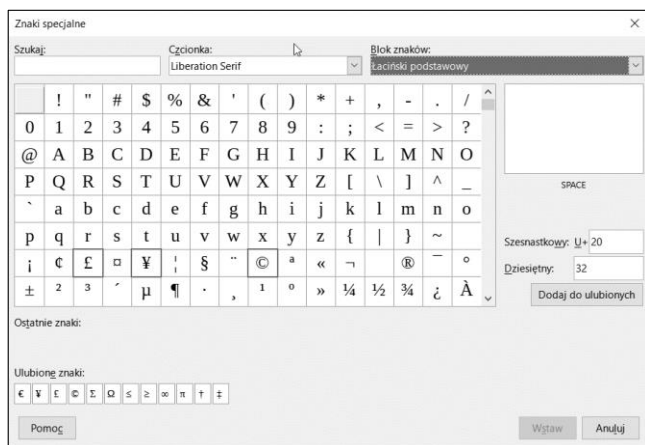 Znaki specjalne
Szukaj: Czcionka: Blok znaków:
Liberation Serif Łaciński podstawowy
! " # $ % & ' ( ) * + , - . /
0 1 2 3 4 5 6 7 8 9 : ; < = > ?
@ A B C D E F G H I J K L M N O
P Q R S T U V W X Y Z [ \ ] ^ _
` a b c d e f g h i j k l m n o
p q r s t u v w x y z { | } ~
¡ ¢ £ ¤ ¥ ¦ § ¨ © ª « ¬ ® ¯ °
± ² ³ ´ µ ¶ · ¸ ¹ º » ¼ ½ ¾ ¿ À
SPACE
Szesnastkowy: U+ 20
Dziesiętny: 32
Dodaj do ulubionych
Ostatnie znaki:
Ulubione znaki:
€ ¥ £ © Σ Ω ≤ ≥ ∞ π † ‡
Pomoc Wstaw Anuluj